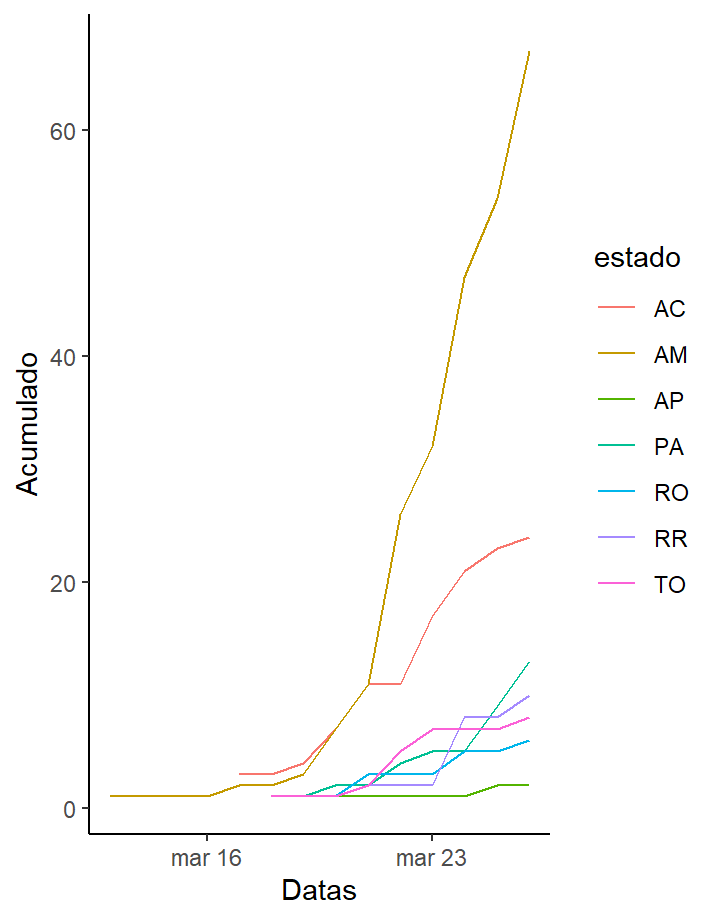 60
40
20
0
Acumulado
mar 16
mar 23
Datas
estado
AC
AM
AP
PA
RO
RR
TO